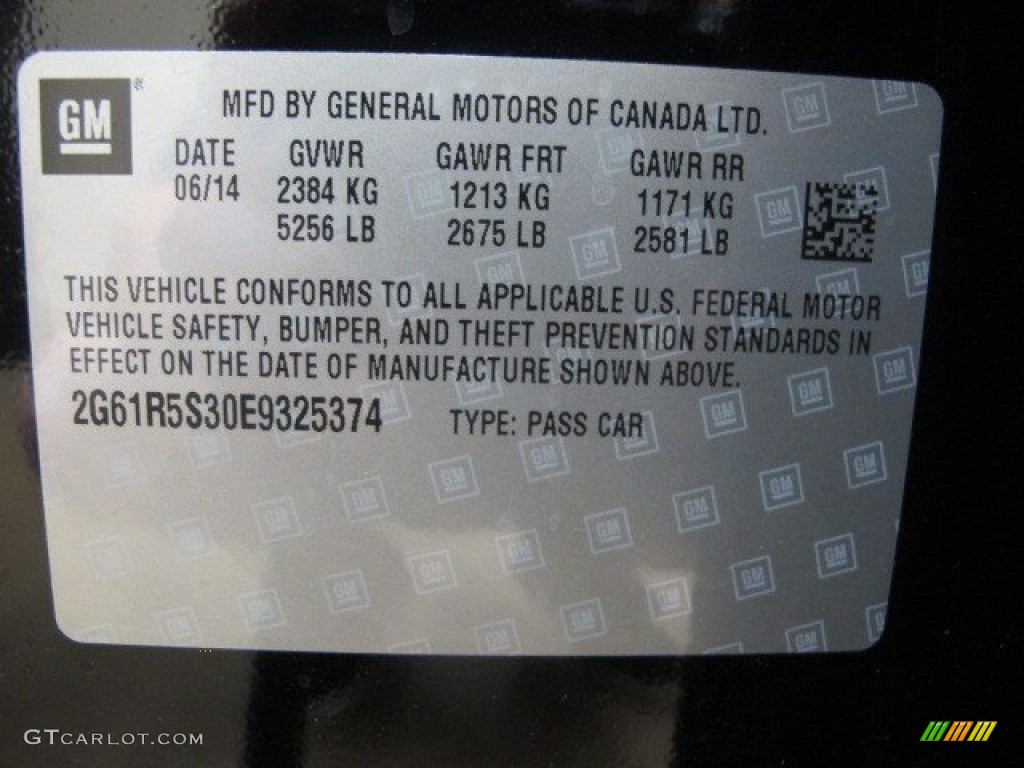 GM ®
MFD BY GENERAL MOTORS OF CANADA LTD.
DATE GVWR GAWR FRT GAWR RR
06/14 2384 KG 1213 KG 1171 KG
5256 LB 2675 LB 2581 LB
THIS VEHICLE CONFORMS TO ALL APPLICABLE U.S. FEDERAL MOTOR
VEHICLE SAFETY, BUMPER, AND THEFT PREVENTION STANDARDS IN
EFFECT ON THE DATE OF MANUFACTURE SHOWN ABOVE.
2G61R5S30E9325374 TYPE: PASS CAR
GTCARLOT.COM